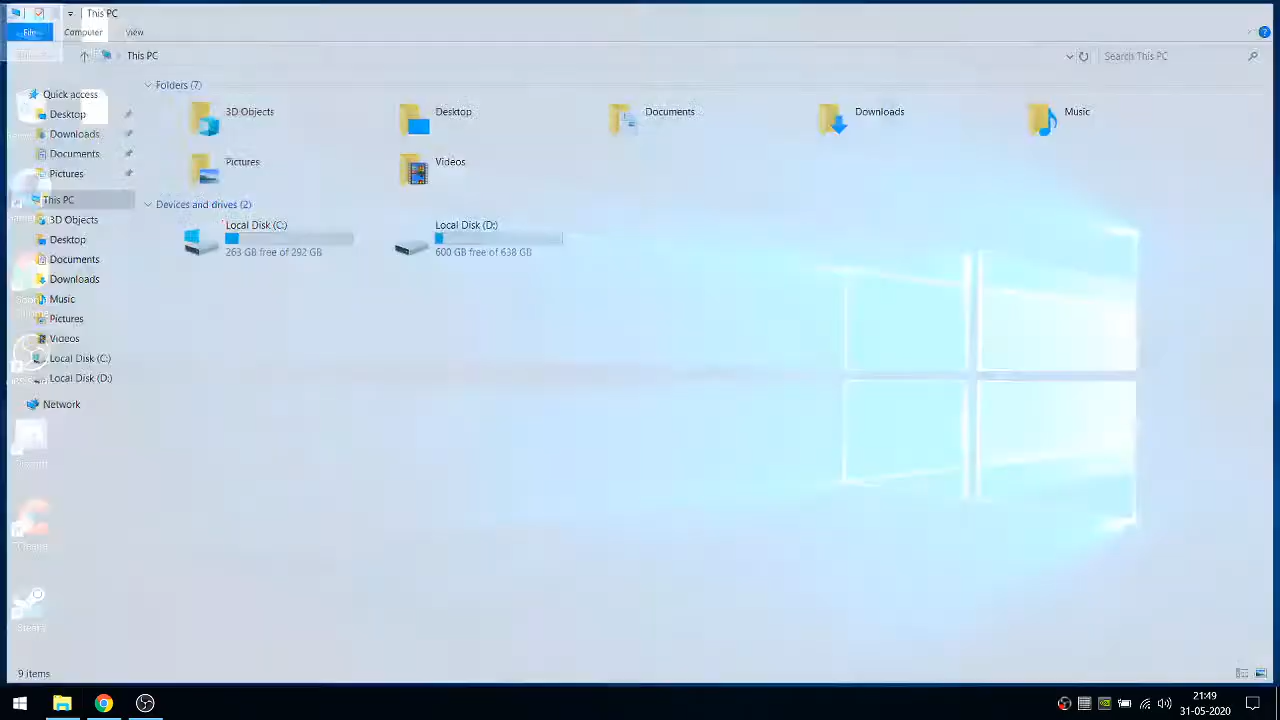 This PC
File
Computer
View
This PC
Search This PC
Folders (7)
3D Objects
Desktop
Documents
Downloads
Music
Pictures
Videos
Devices and drives (2)
Local Disk (C:)
263 GB free of 292 GB
Local Disk (D:)
600 GB free of 638 GB
Quick access
Desktop
Downloads
Documents
Pictures
This PC
3D Objects
Desktop
Documents
Downloads
Music
Pictures
Videos
Local Disk (C:)
Local Disk (D:)
Network
Steam
9 items
21:49
31-05-2020